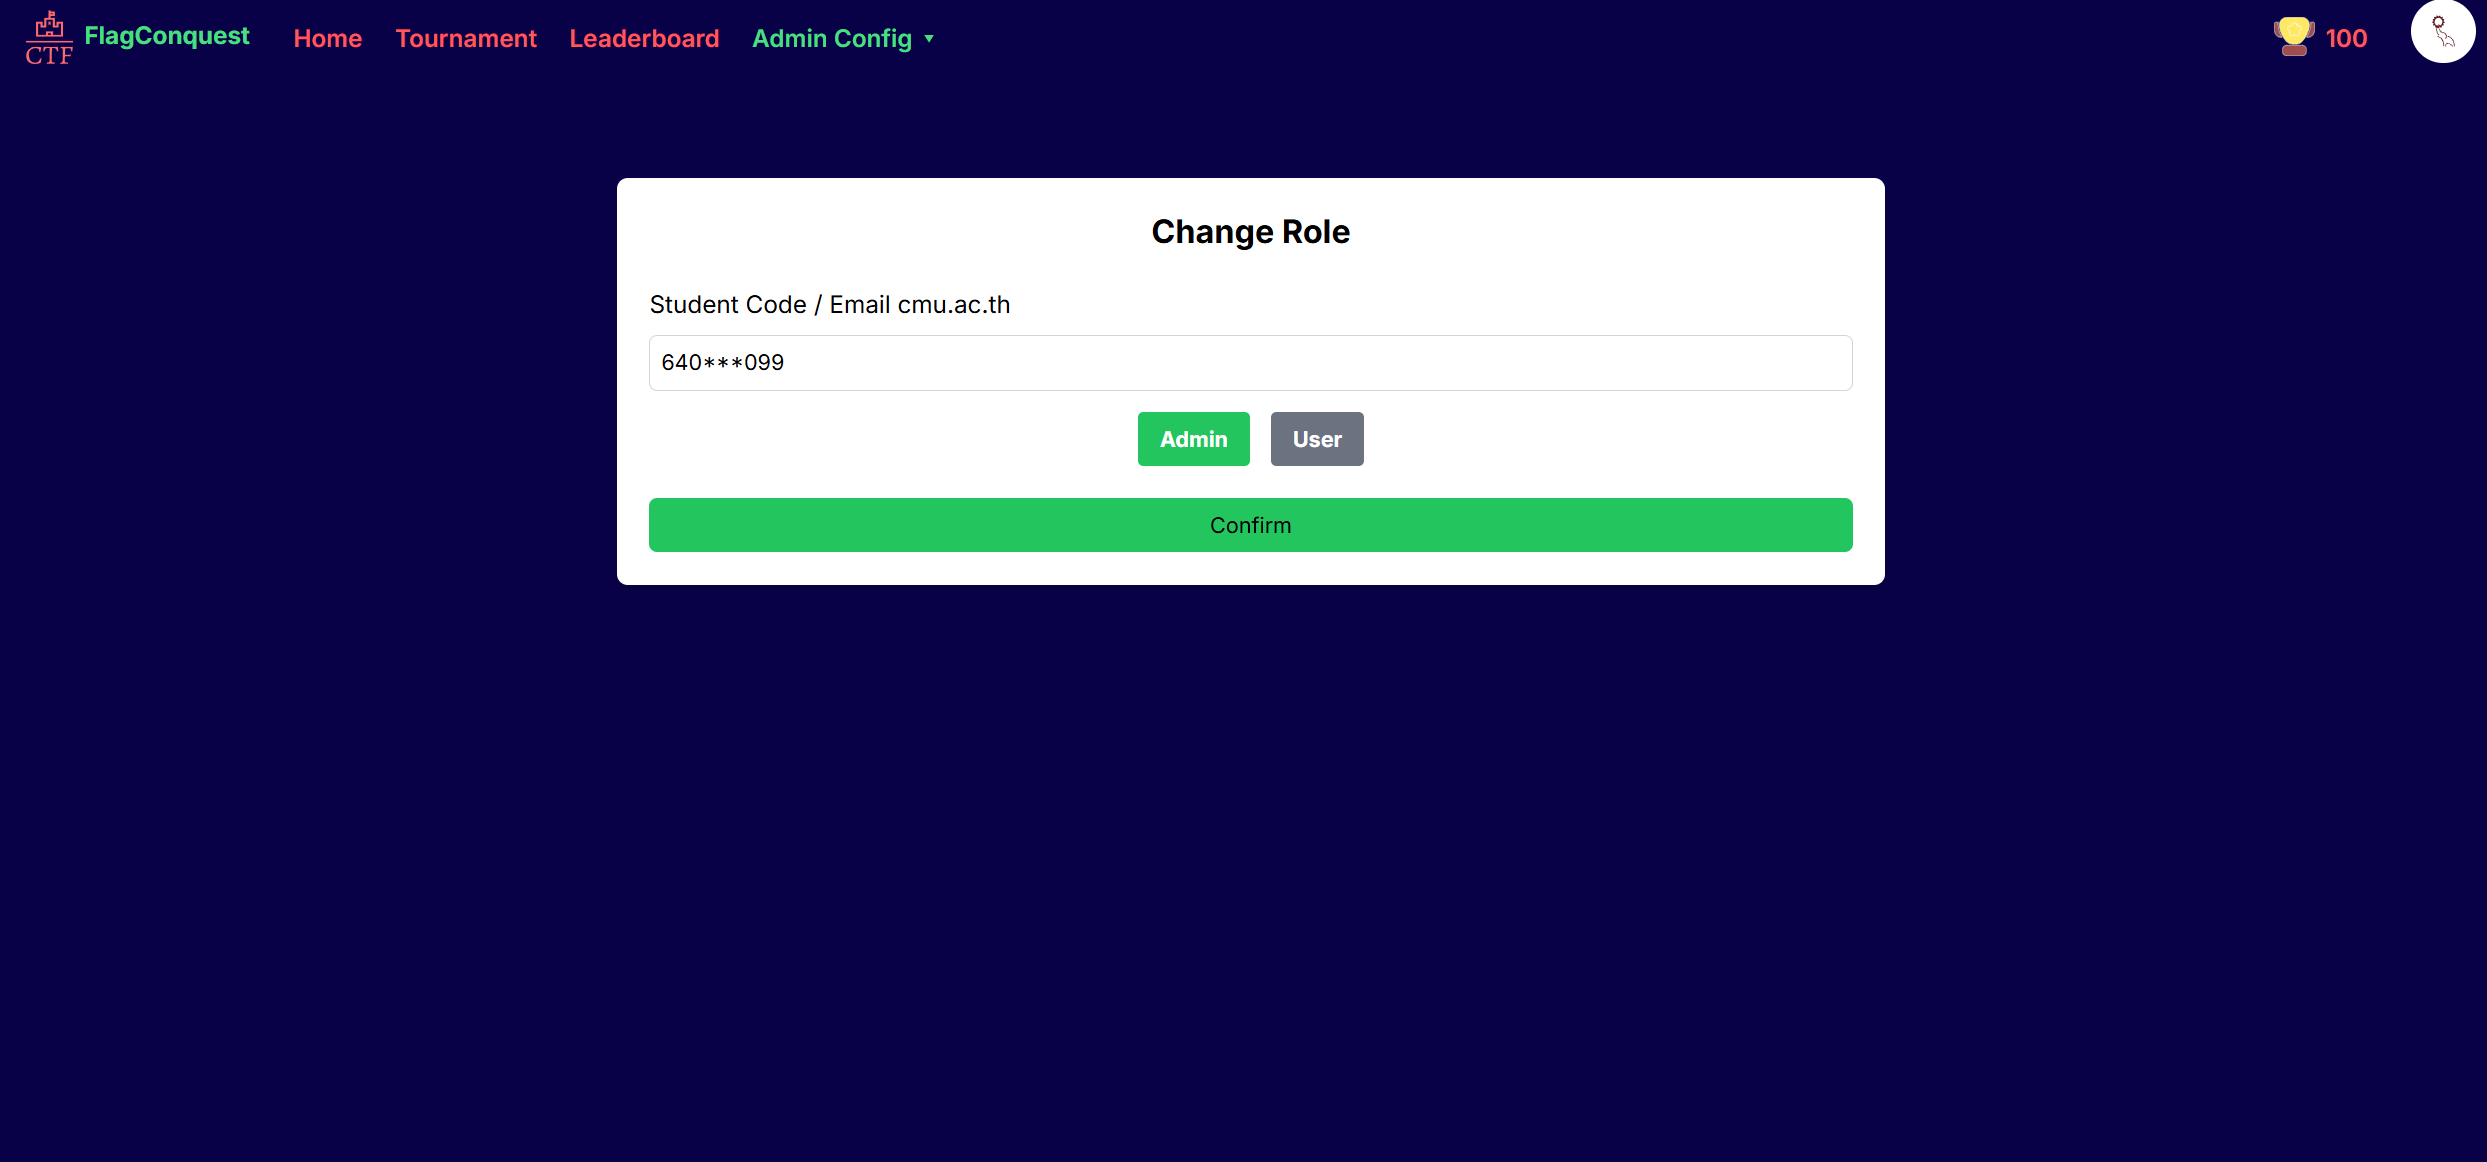 CTF FlagConquest Home Tournament Leaderboard Admin Config 100
Change Role
Student Code / Email cmu.ac.th
640***099
Admin User
Confirm